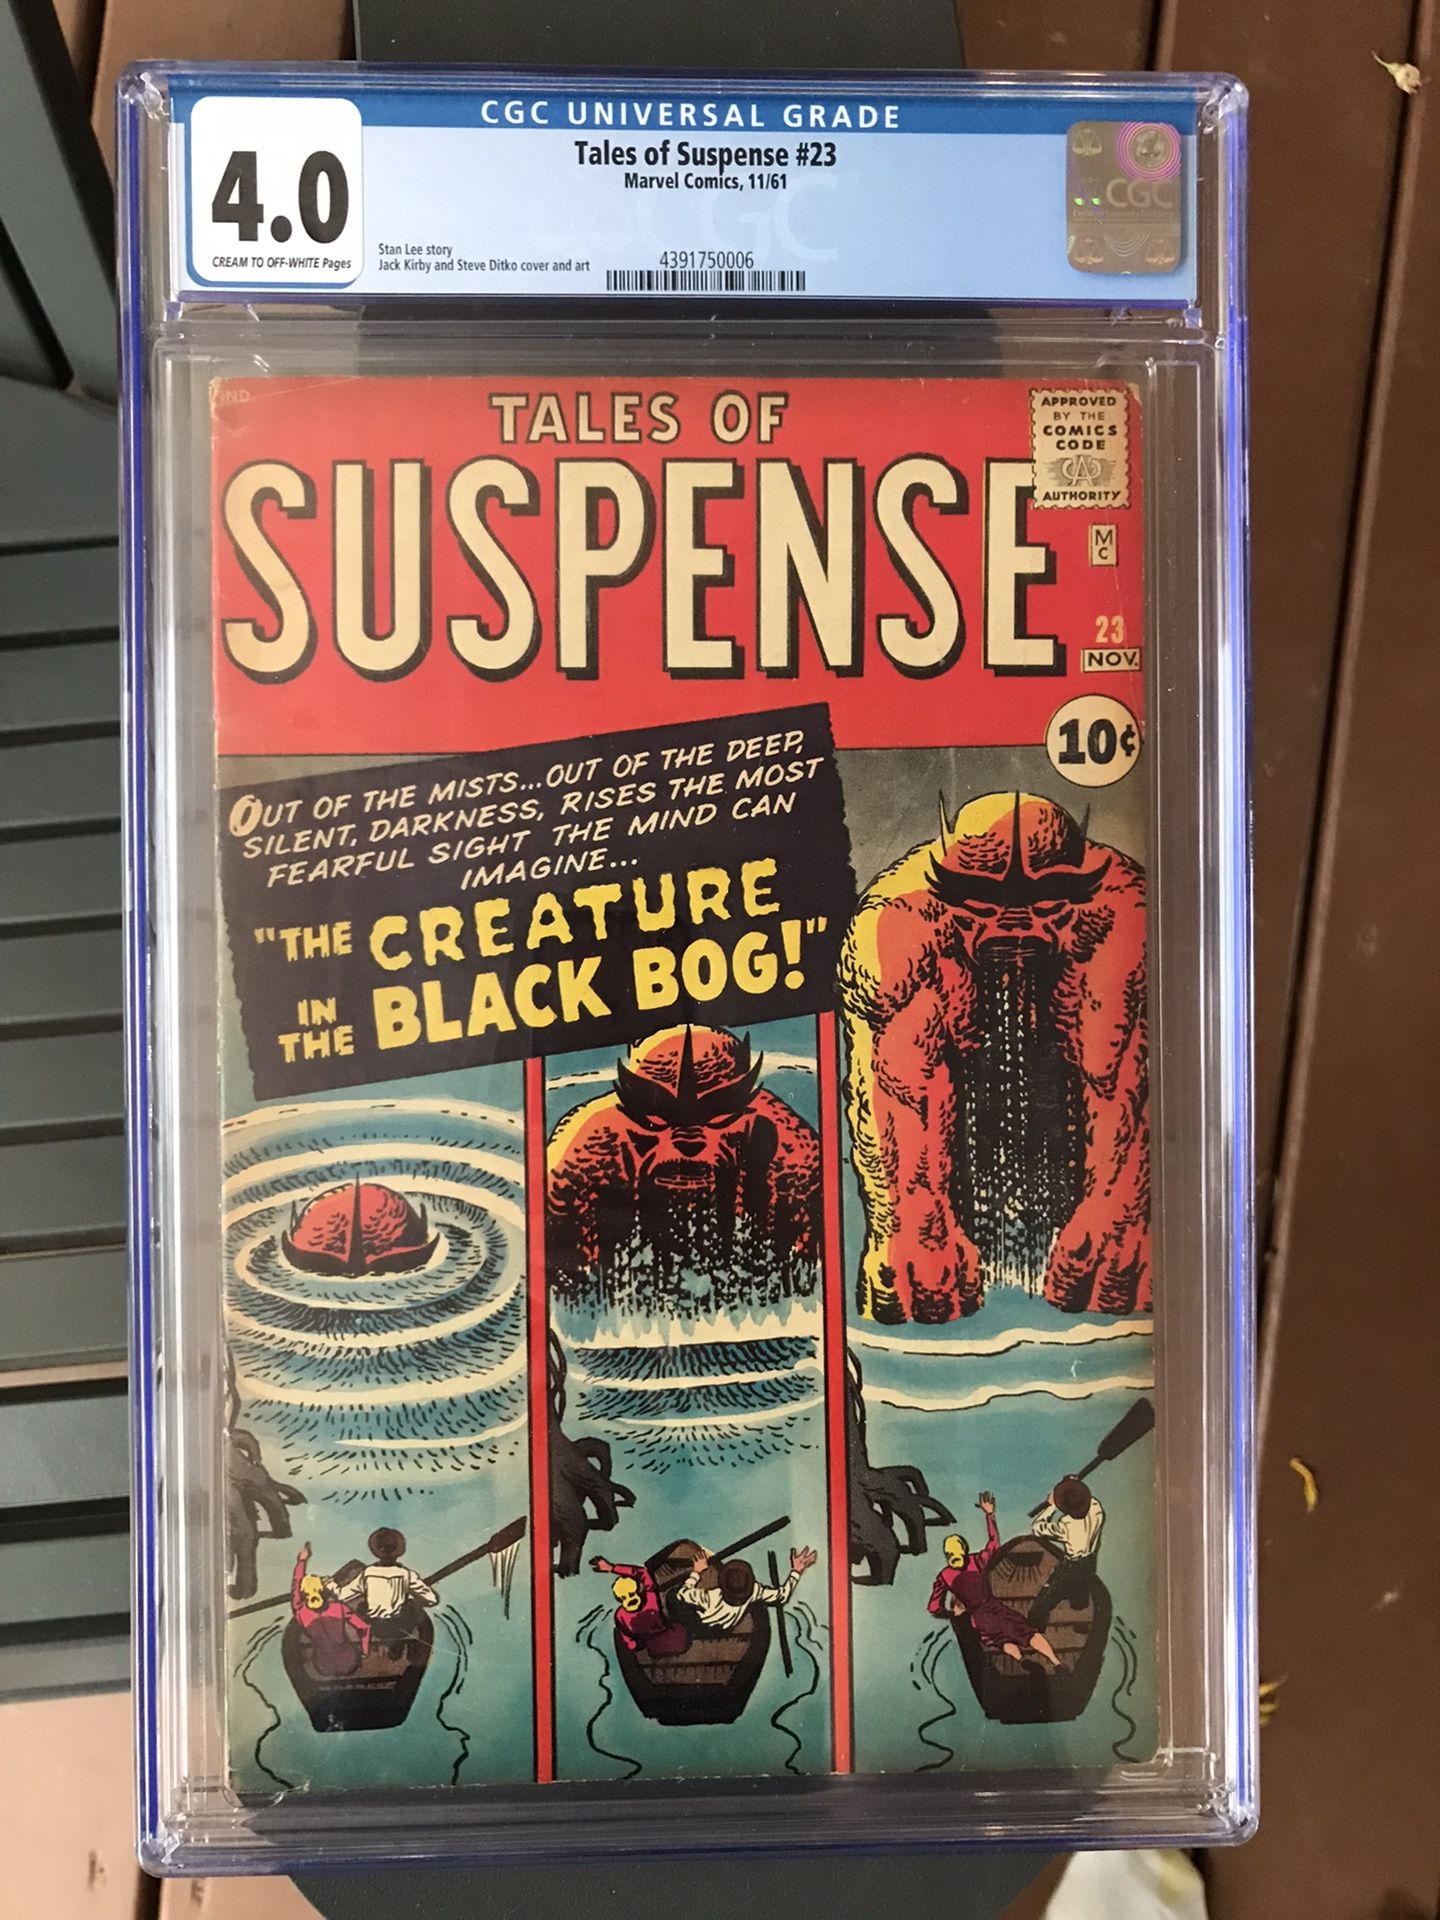 CGC UNIVERSAL GRADE
4.0
CREAM TO OFF-WHITE Pages
Tales of Suspense #23
Marvel Comics, 11/61
Stan Lee story
Jack Kirby and Steve Ditko cover and art
4391750006
CGC
IND.
TALES OF
SUSPENSE
APPROVED
BY THE
COMICS
CODE
CAC
AUTHORITY
M
C
23
NOV.
10¢
OUT OF THE MISTS...OUT OF THE DEEP,
SILENT, DARKNESS, RISES THE MOST
FEARFUL SIGHT THE MIND CAN
IMAGINE...
"THE CREATURE
IN THE BLACK BOG!"